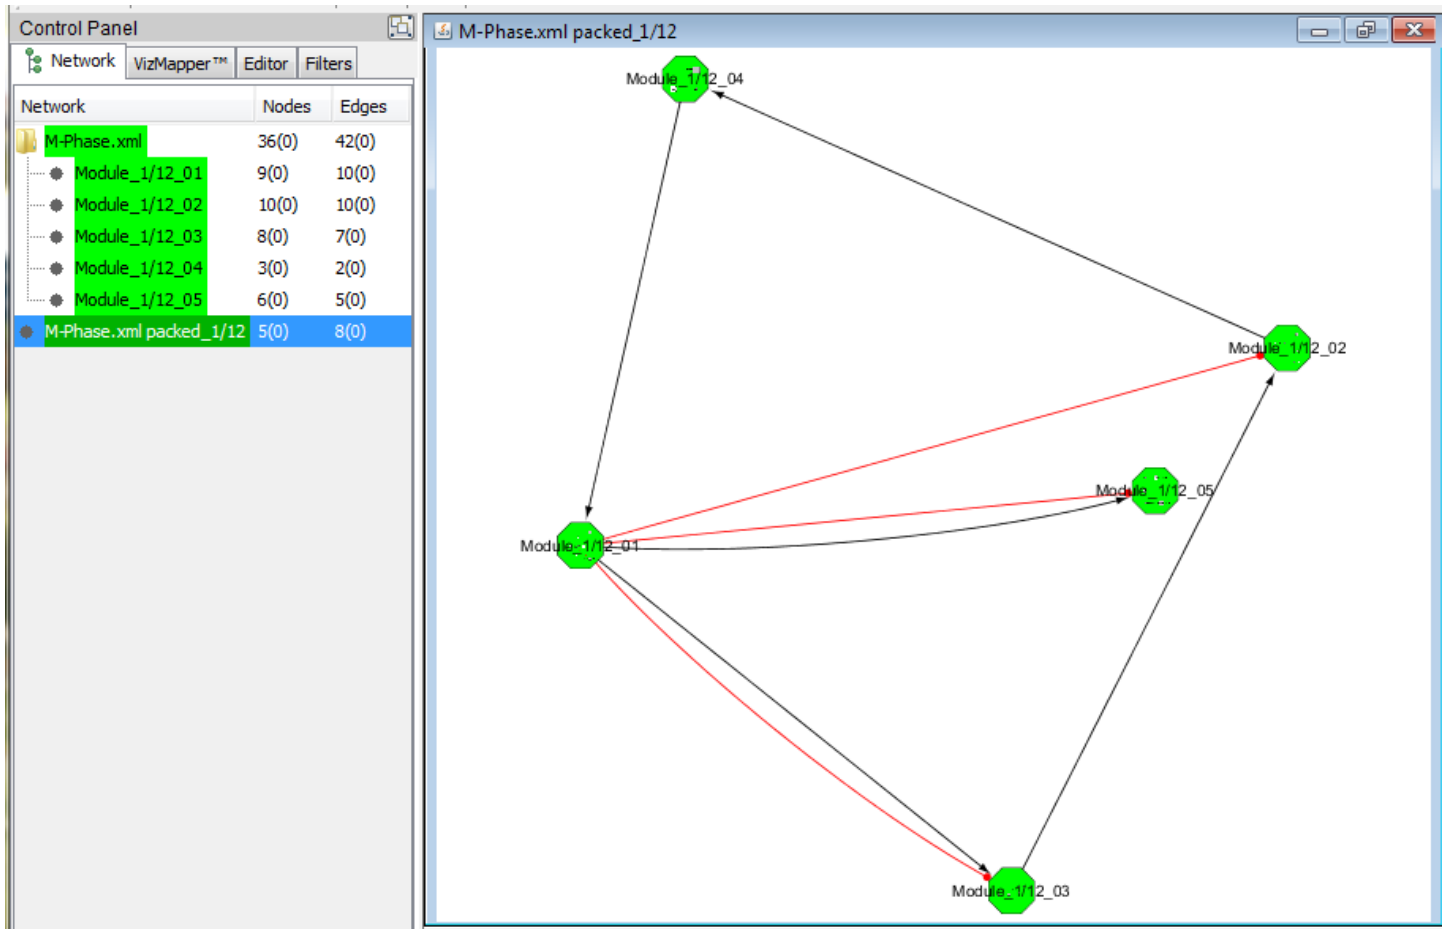 Control Panel
Network VizMapper™ Editor Filters
Network Nodes Edges
M-Phase.xml 36(0) 42(0)
Module_1/12_01 9(0) 10(0)
Module_1/12_02 10(0) 10(0)
Module_1/12_03 8(0) 7(0)
Module_1/12_04 3(0) 2(0)
Module_1/12_05 6(0) 5(0)
M-Phase.xml packed_1/12 5(0) 8(0)
M-Phase.xml packed_1/12
Module_1/12_04
Module_1/12_02
Module_1/12_05
Module_1/12_01
Module_1/12_03